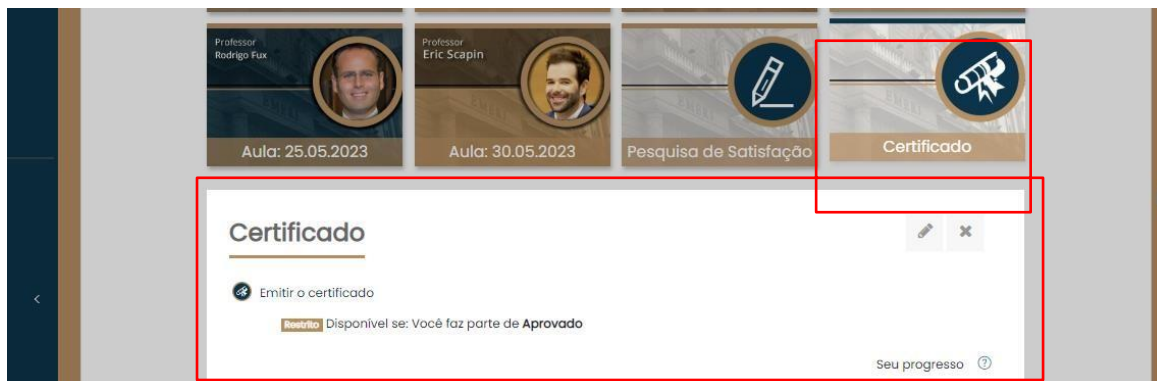 Professor
Rodrigo Fux
Professor
Eric Scapin
Aula: 25.05.2023
Aula: 30.05.2023
Pesquisa de Satisfação
Certificado
Certificado
Emitir o certificado
Restrito Disponível se: Você faz parte de Aprovado
Seu progresso